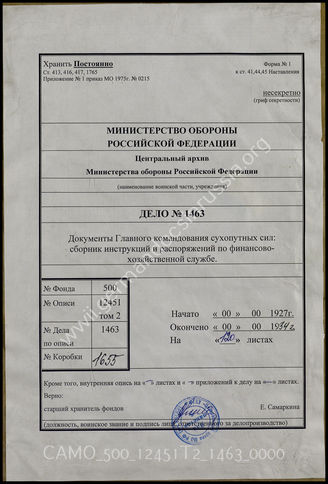 Хранить Постоянно
Форма № 1
Ст. 413, 416, 417, 1765
к ст. 41,44,45 Наставления
Приложение № 1 приказ МО 1975г. № 0215
несекретно
(гриф секретности)
МИНИСТЕРСТВО ОБОРОНЫ
РОССИЙСКОЙ ФЕДЕРАЦИИ
Центральный архив
Министерства обороны Российской Федерации
(наименование воинской части, учреждения)
ДЕЛО № 1463
Документы Главного командования сухопутных сил:
сборник инструкций и распоряжений по финансово-
хозяйственной службе.
№ Фонда 500
№ Описи 12451
том 2
№ Дела 1463
по описи
№ Коробки 1655
Начато «00» 00 1927г.
Окончено «00» 00 1934г.
На «120» листах
Кроме того, внутренняя опись на «-» листах и «-» приложений к делу на «-» листах.
Верно:
старший хранитель фондов Е. Самаркина
(должность, воинское звание и подпись лица, ответственного за делопроизводство)
CAMO_500_12451T2_1463_0000